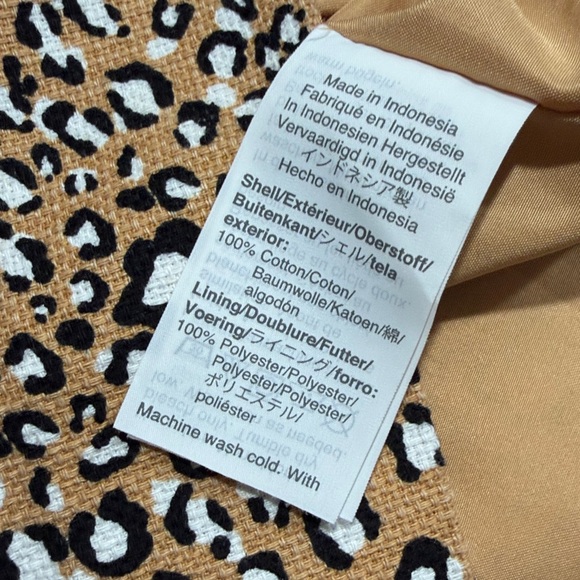 Made in Indonesia
Fabriqué en Indonésie
In Indonesien Hergestellt
Vervaardigd in Indonesië
インドネシア製
Hecho en Indonesia
Shell/Extérieur/Oberstoff/
Buitenkant/シェル/tela
exterior:
100% Cotton/Coton/
Baumwolle/Katoen/綿/
algodón
Lining/Doublure/Futter/
Voering/ライニング/forro:
100% Polyester/Polyester/
Polyester/Polyester/
ポリエステル/
poliéster
Machine wash cold. With